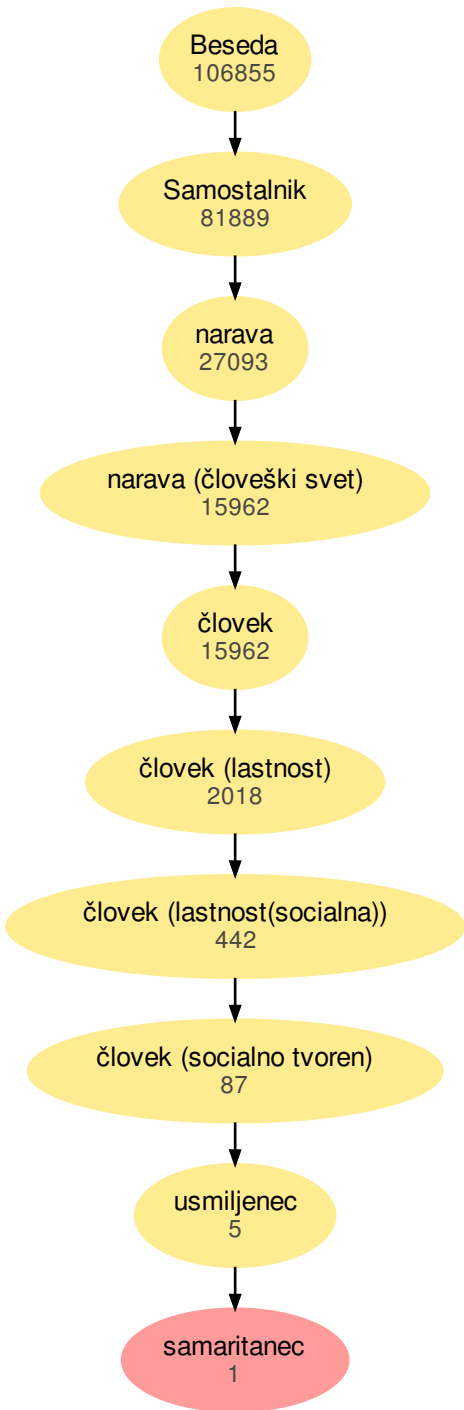 Beseda
106855
Samostalnik
81889
narava
27093
narava (človeški svet)
15962
človek
15962
človek (lastnost)
2018
človek (lastnost(socialna))
442
človek (socialno tvoren)
87
usmiljenec
5
samaritanec
1